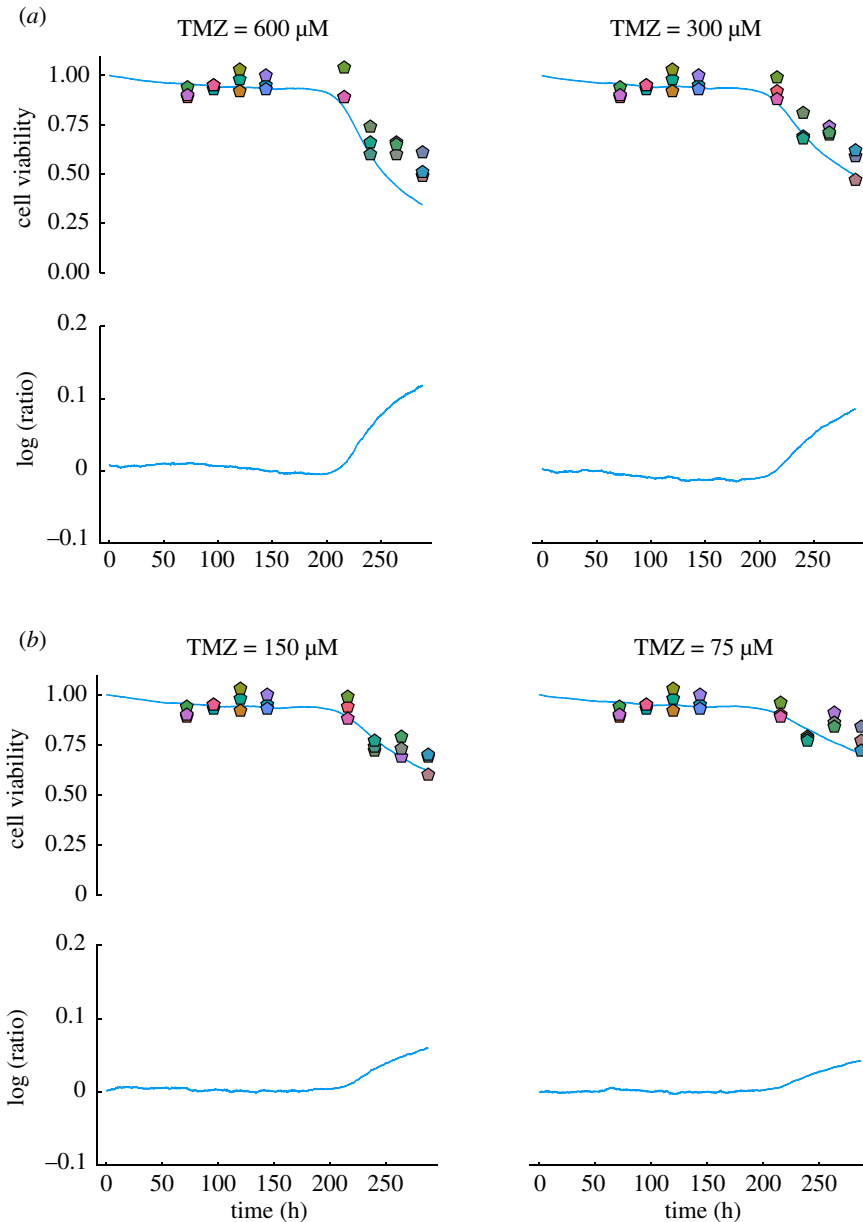 (a)
TMZ = 600 µM
TMZ = 300 µM
1.00
0.75
0.50
0.25
0.00
cell viability
0.2
0.1
0
–0.1
log (ratio)
0 50 100 150 200 250
0 50 100 150 200 250
(b)
TMZ = 150 µM
TMZ = 75 µM
1.00
0.75
0.50
0.25
0
cell viability
0.2
0.1
0
–0.1
log (ratio)
0 50 100 150 200 250
0 50 100 150 200 250
time (h)
time (h)